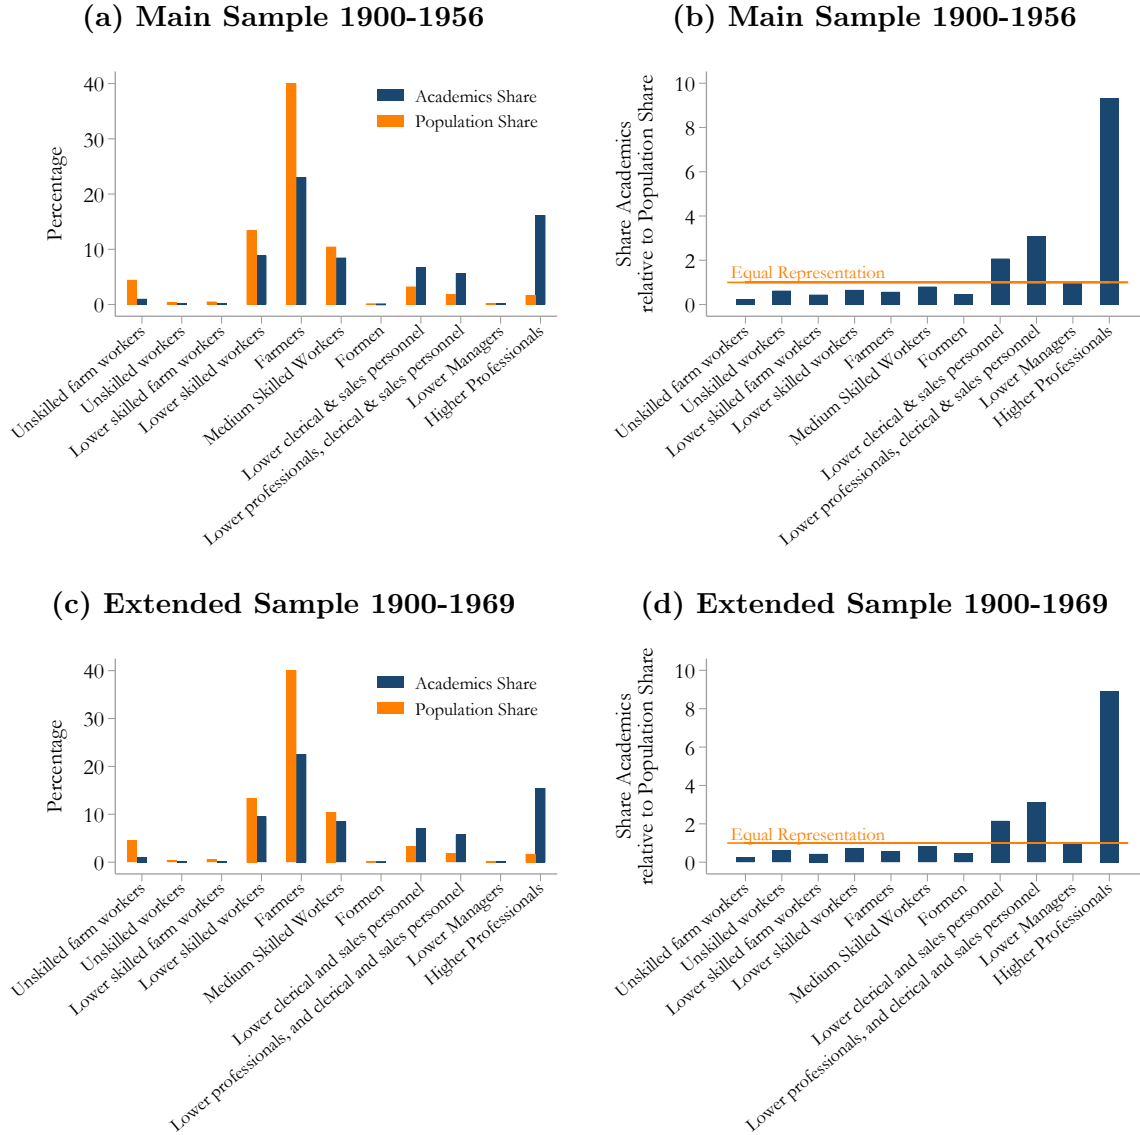 (a) Main Sample 1900-1956
40
30
20
10
0
Percentage
Academics Share
Population Share
Unskilled farm workers
Unskilled workers
Lower skilled farm workers
Lower skilled workers
Farmers
Medium Skilled Workers
Formen
Lower clerical & sales personnel
Lower professionals, clerical & sales personnel
Lower Managers
Higher Professionals
(b) Main Sample 1900-1956
10
8
6
4
2
0
Share Academics
relative to Population Share
Equal Representation
Unskilled farm workers
Unskilled workers
Lower skilled farm workers
Lower skilled workers
Farmers
Medium Skilled Workers
Formen
Lower clerical & sales personnel
Lower professionals, clerical & sales personnel
Lower Managers
Higher Professionals
(c) Extended Sample 1900-1969
40
30
20
10
0
Percentage
Academics Share
Population Share
Unskilled farm workers
Unskilled workers
Lower skilled farm workers
Lower skilled workers
Farmers
Medium Skilled Workers
Formen
Lower clerical and sales personnel
Lower professionals, and clerical and sales personnel
Lower Managers
Higher Professionals
(d) Extended Sample 1900-1969
10
8
6
4
2
0
Share Academics
relative to Population Share
Equal Representation
Unskilled farm workers
Unskilled workers
Lower skilled farm workers
Lower skilled workers
Farmers
Medium Skilled Workers
Formen
Lower clerical and sales personnel
Lower professionals, and clerical and sales personnel
Lower Managers
Higher Professionals